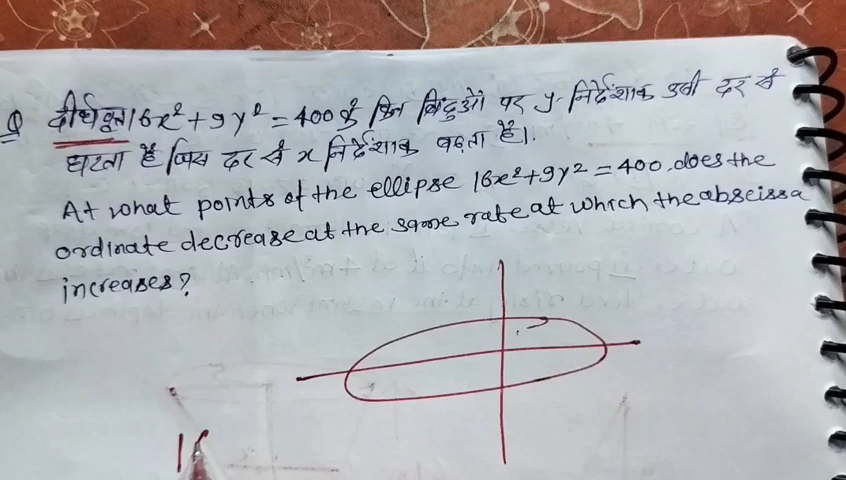 Q दीर्घवृत्त 16x² + 9y² = 400 के किन बिंदुओं पर y-निर्देशांक उसी दर से
घटता है जिस दर से x निर्देशांक बढ़ता है।
At what points of the ellipse 16x² + 9y² = 400, does the
ordinate decrease at the same rate at which the abseissa
increases?